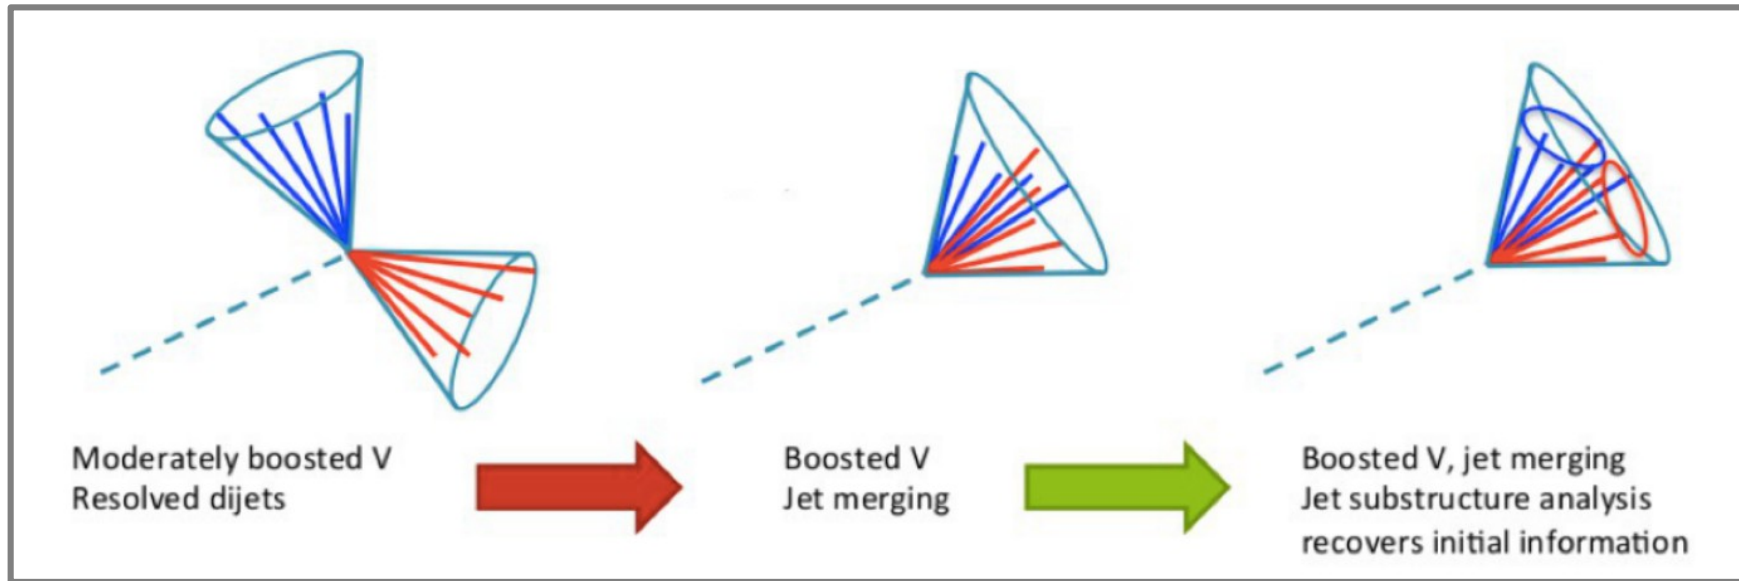 Moderately boosted V
Resolved dijets
Boosted V
Jet merging
Boosted V, jet merging
Jet substructure analysis
recovers initial information